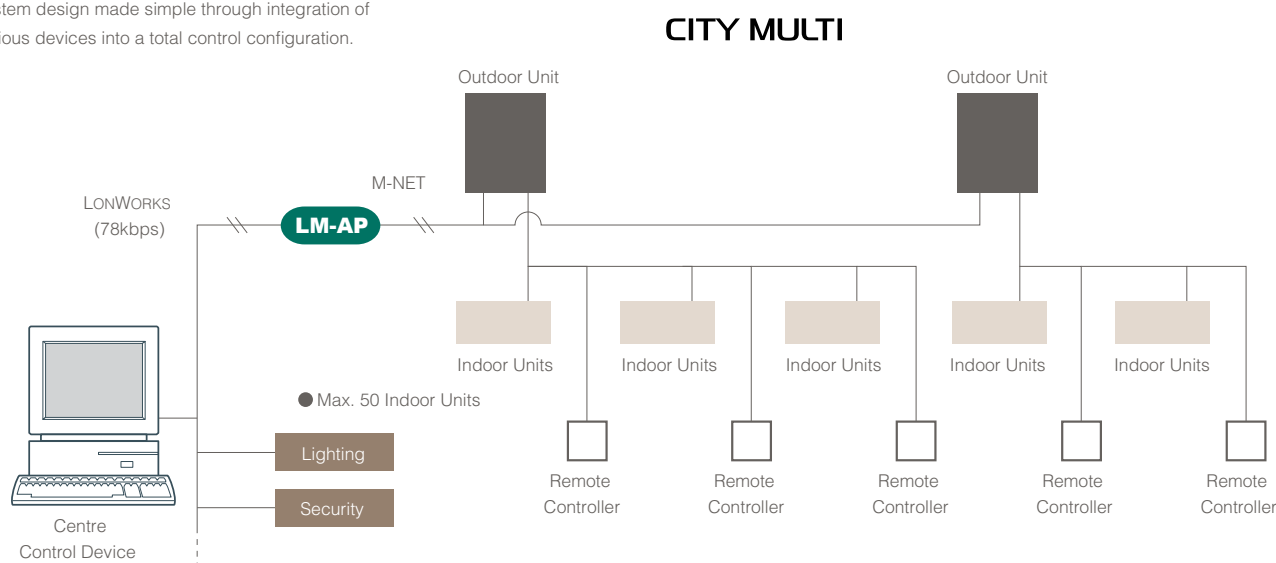 stem design made simple through integration of
ious devices into a total control configuration.
CITY MULTI
Outdoor Unit
Outdoor Unit
M-NET
LONWORKS
(78kbps)
LM-AP
Indoor Units
Indoor Units
Indoor Units
Indoor Units
Indoor Units
Max. 50 Indoor Units
Lighting
Security
Remote
Controller
Remote
Controller
Remote
Controller
Remote
Controller
Remote
Controller
Centre
Control Device